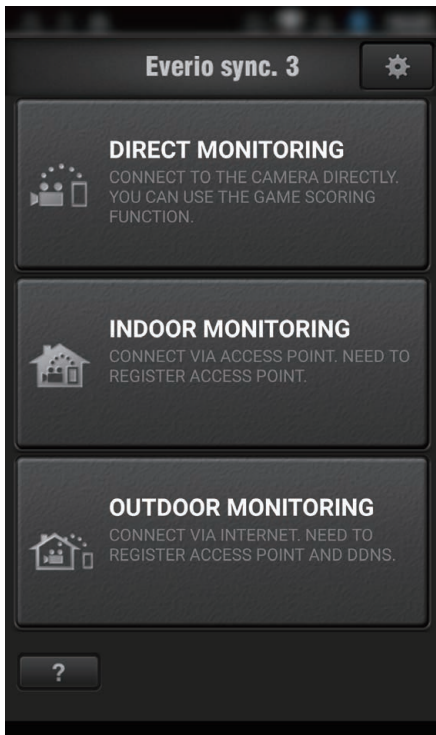 Everio sync. 3
DIRECT MONITORING
CONNECT TO THE CAMERA DIRECTLY.
YOU CAN USE THE GAME SCORING
FUNCTION.
INDOOR MONITORING
CONNECT VIA ACCESS POINT. NEED TO
REGISTER ACCESS POINT.
OUTDOOR MONITORING
CONNECT VIA INTERNET. NEED TO
REGISTER ACCESS POINT AND DDNS.
?